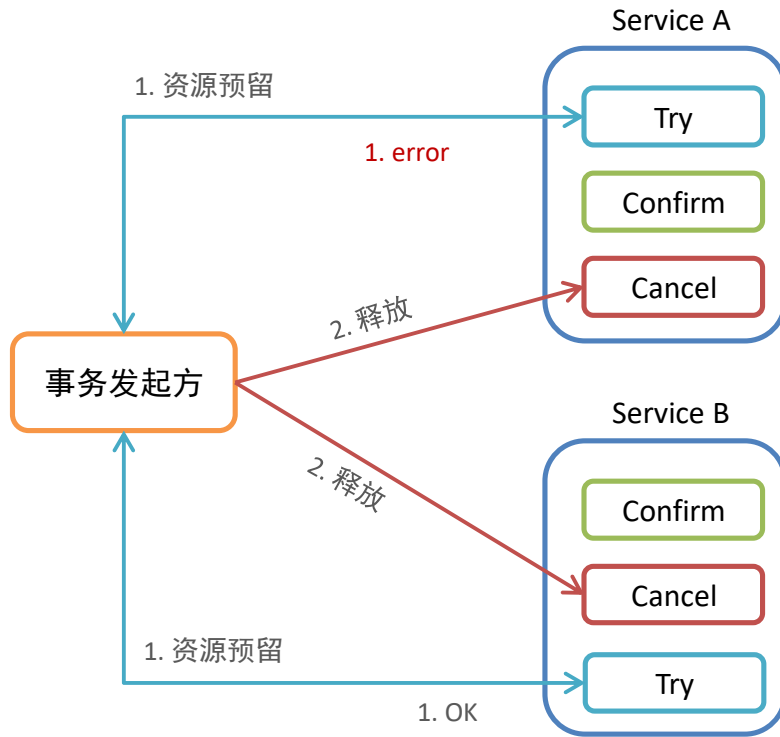 Service A
1. 资源预留
Try
1. error
Confirm
Cancel
2. 释放
事务发起方
Service B
2. 释放
Confirm
Cancel
1. 资源预留
Try
1. OK